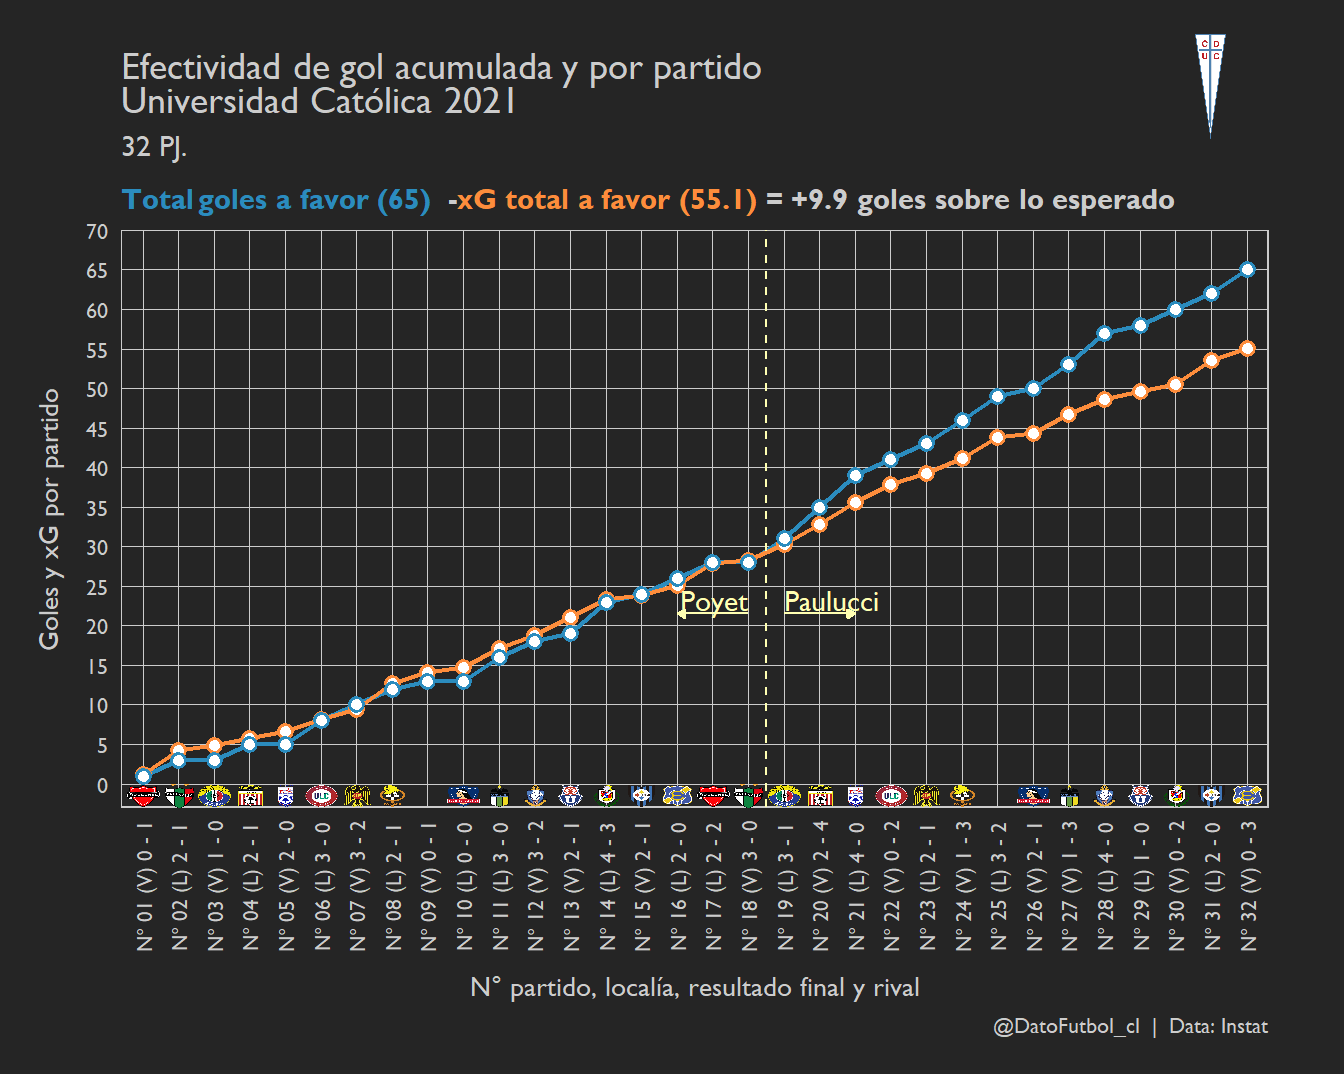 Efectividad de gol acumulada y por partido
Universidad Católica 2021
32 PJ.
C D
U C
Total goles a favor (65) -xG total a favor (55.1) = +9.9 goles sobre lo esperado
Goles y xG por partido
70
65
60
55
50
45
40
35
30
25
20
15
10
5
0
Poyet
Paulucci
N° 01 (V) 0 - 1
N° 02 (L) 2 - 1
N° 03 (V) 1 - 0
N° 04 (L) 2 - 1
N° 05 (V) 2 - 0
N° 06 (L) 3 - 0
N° 07 (V) 3 - 2
N° 08 (L) 2 - 1
N° 09 (V) 0 - 1
N° 10 (L) 0 - 0
N° 11 (L) 3 - 0
N° 12 (V) 3 - 2
N° 13 (V) 2 - 1
N° 14 (L) 4 - 3
N° 15 (V) 2 - 1
N° 16 (L) 2 - 0
N° 17 (L) 2 - 2
N° 18 (V) 3 - 0
N° 19 (L) 3 - 1
N° 20 (V) 2 - 4
N° 21 (L) 4 - 0
N° 22 (V) 0 - 2
N° 23 (L) 2 - 1
N° 24 (V) 1 - 3
N° 25 (L) 3 - 2
N° 26 (V) 2 - 1
N° 27 (V) 1 - 3
N° 28 (L) 4 - 0
N° 29 (L) 1 - 0
N° 30 (V) 0 - 2
N° 31 (L) 2 - 0
N° 32 (V) 0 - 3
N° partido, localía, resultado final y rival
@DatoFutbol_cl | Data: Instat